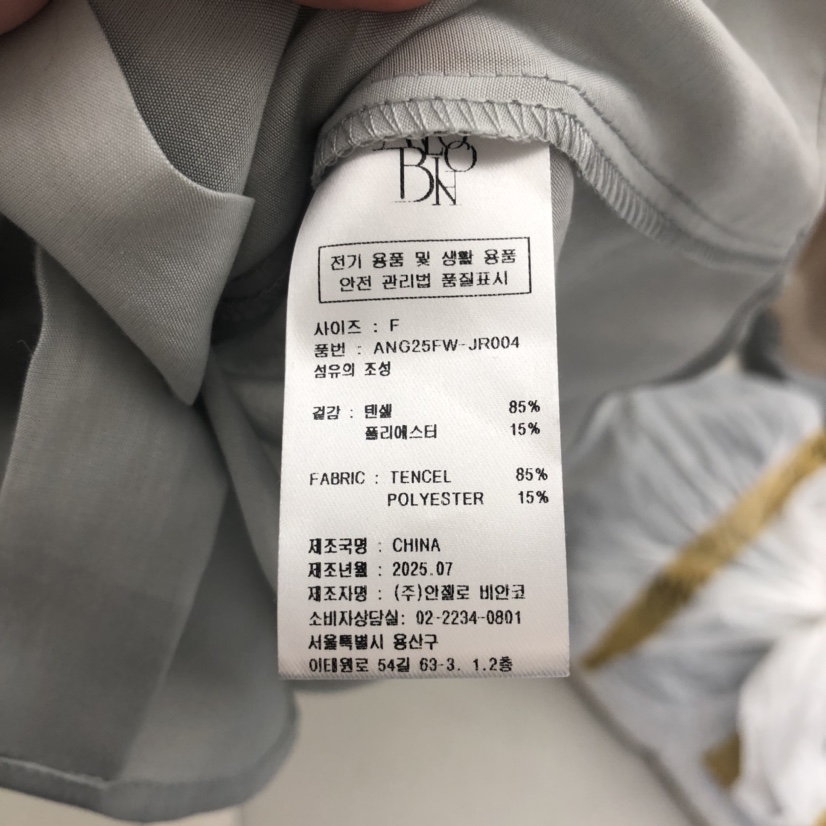 BIN
전기 용품 및 생활 용품
안전 관리법 품질표시
사이즈 : F
품번 : ANG25FW-JR004
섬유의 조성
겉감 : 텐셀 85%
폴리에스터 15%
FABRIC : TENCEL 85%
POLYESTER 15%
제조국명 : CHINA
제조년월 : 2025.07
제조자명 : (주)안젤로 비안코
소비자상담실: 02-2234-0801
서울특별시 용산구
이태원로 54길 63-3. 1.2층